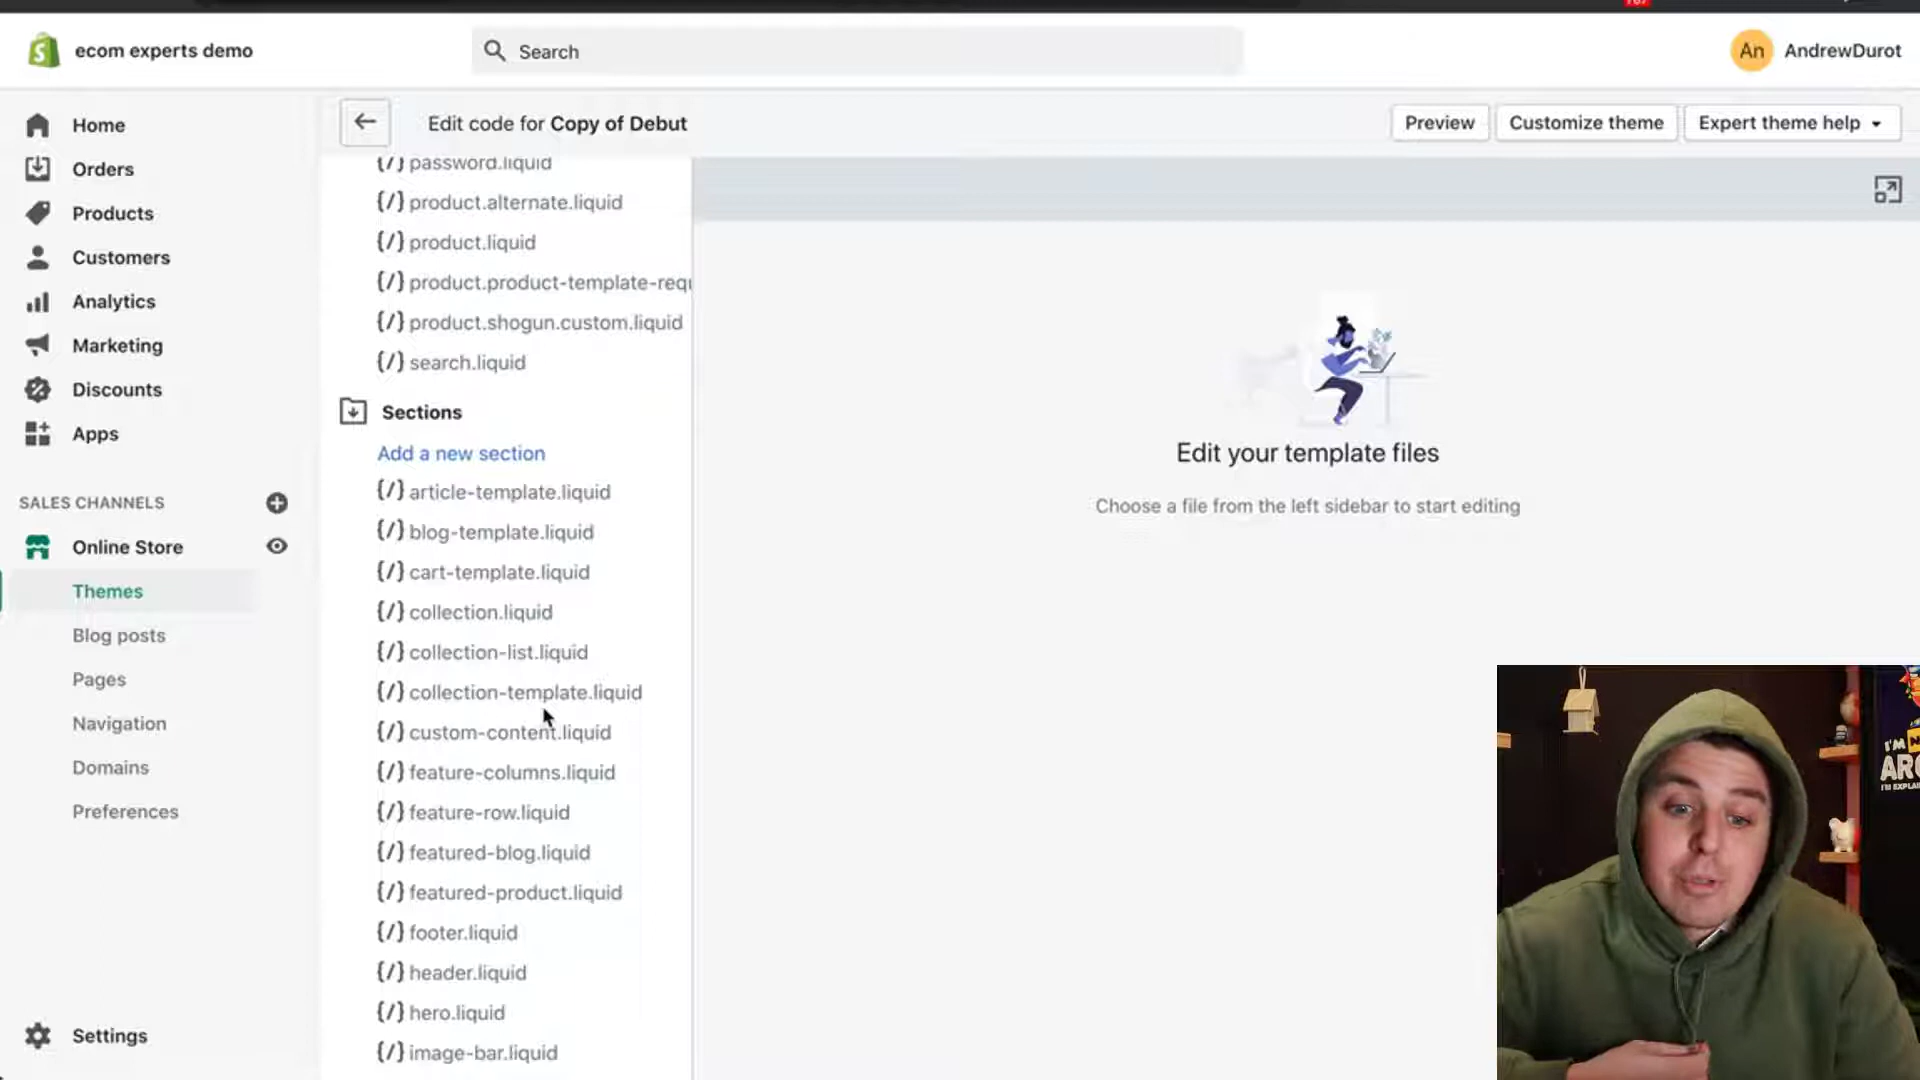 ecom experts demo
Search
An
AndrewDurot
Home
Orders
Products
Customers
Analytics
Marketing
Discounts
Apps
SALES CHANNELS
Online Store
Themes
Blog posts
Pages
Navigation
Domains
Preferences
Settings
Edit code for Copy of Debut
Preview
Customize theme
Expert theme help
{/} password.liquid
{/} product.alternate.liquid
{/} product.liquid
{/} product.product-template-requ
{/} product.shogun.custom.liquid
{/} search.liquid
Sections
Add a new section
{/} article-template.liquid
{/} blog-template.liquid
{/} cart-template.liquid
{/} collection.liquid
{/} collection-list.liquid
{/} collection-template.liquid
{/} custom-content.liquid
{/} feature-columns.liquid
{/} feature-row.liquid
{/} featured-blog.liquid
{/} featured-product.liquid
{/} footer.liquid
{/} header.liquid
{/} hero.liquid
{/} image-bar.liquid
Edit your template files
Choose a file from the left sidebar to start editing
I'M N
ARG